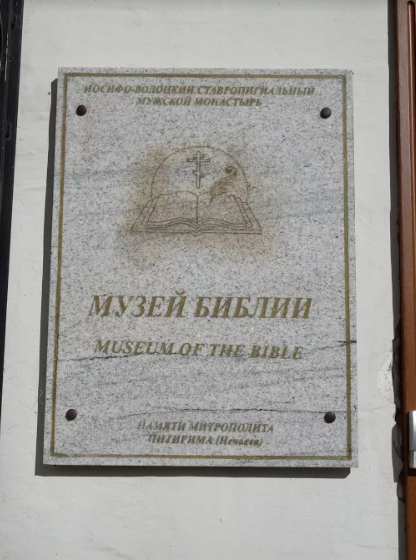 ИОСИФО-ВОЛОЦКИЙ СТАВРОПИГИАЛЬНЫЙ
МУЖСКОЙ МОНАСТЫРЬ
МУЗЕЙ БИБЛИИ
MUSEUM OF THE BIBLE
ПАМЯТИ МИТРОПОЛИТА
ПИТИРИМА (Нечаева)